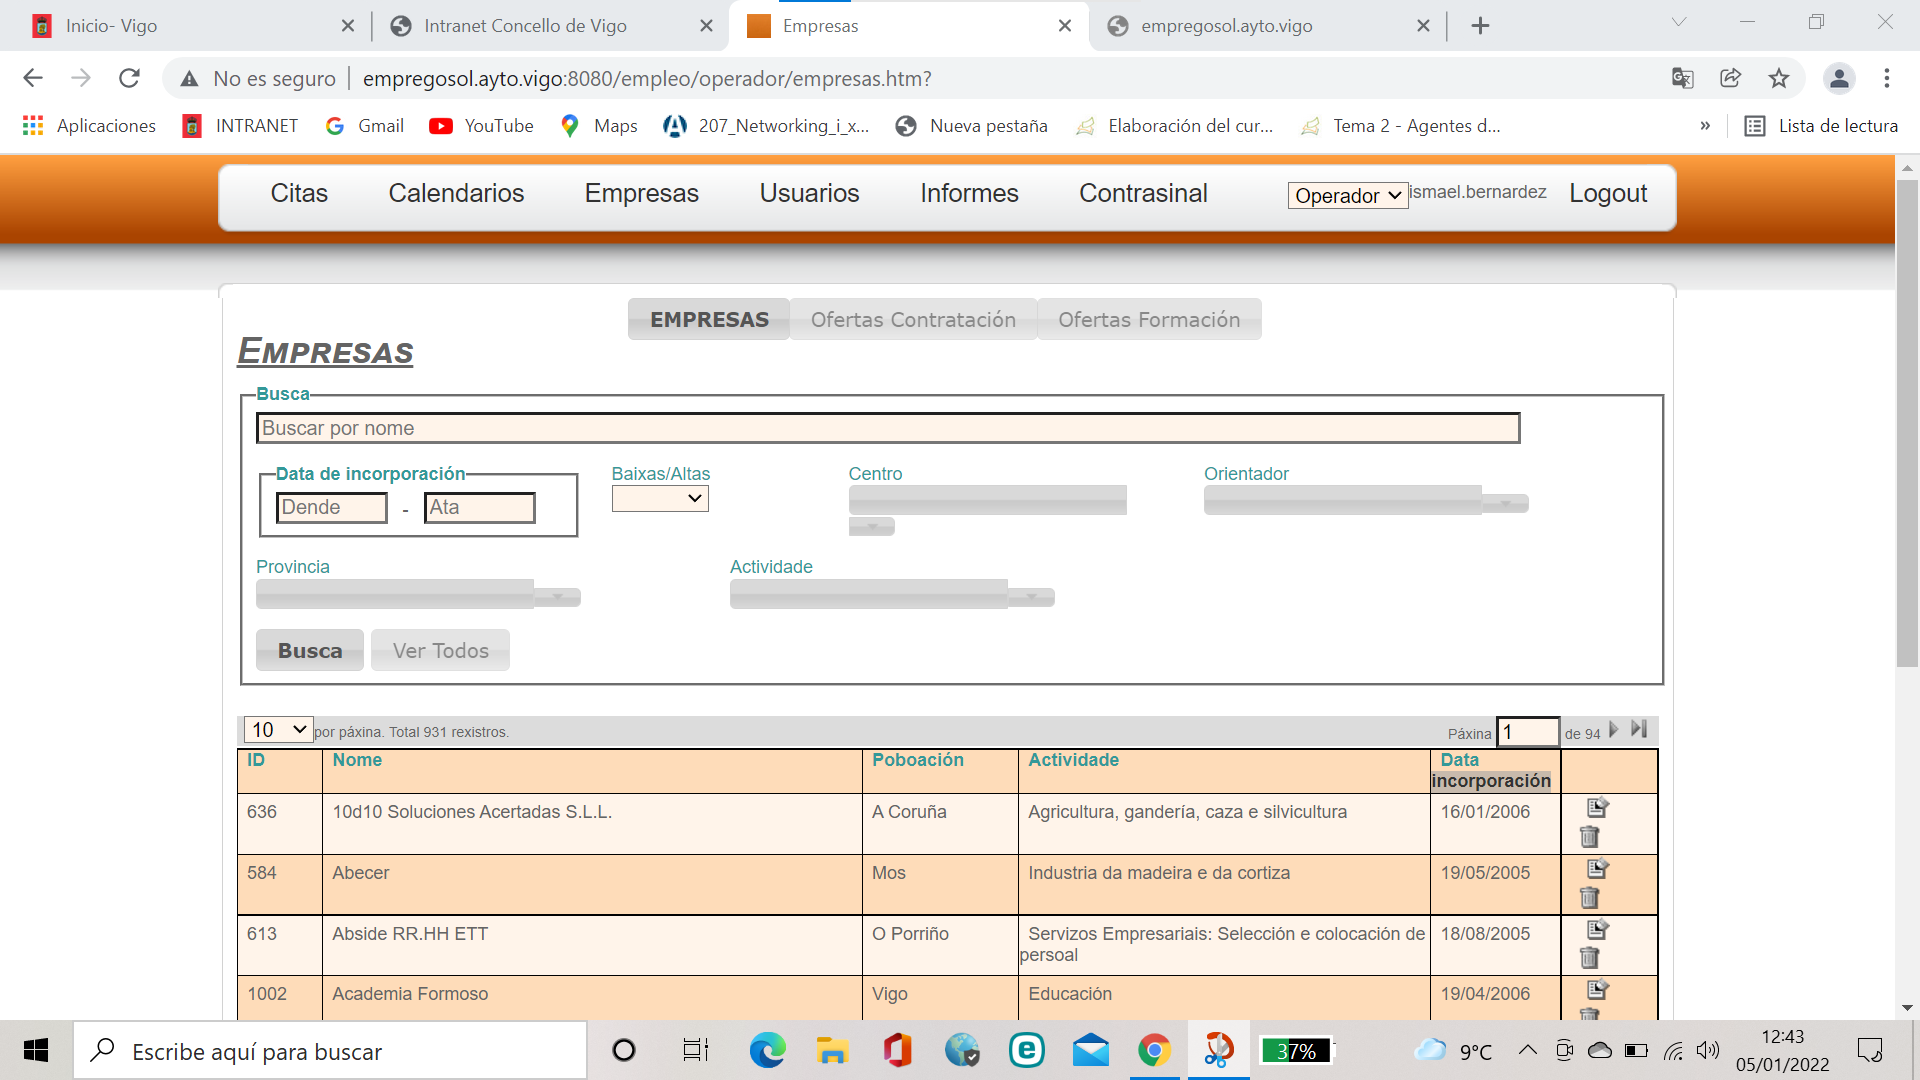 Inicio- Vigo
Intranet Concello de Vigo
Empresas
empregosol.ayto.vigo
No es seguro
empregosol.ayto.vigo:8080/empleo/operador/empresas.htm?
Aplicaciones
INTRANET
Gmail
YouTube
Maps
207_Networking_i_x...
Nueva pestaña
Elaboración del cur...
Tema 2 - Agentes d...
»
Lista de lectura
Citas
Calendarios
Empresas
Usuarios
Informes
Contrasinal
Operador
ismael.bernardez
Logout
EMPRESAS
Ofertas Contratación
Ofertas Formación
EMPRESAS
Busca
Buscar por nome
Data de incorporación
Dende
-
Ata
Baixas/Altas
Centro
Orientador
Provincia
Actividade
Busca
Ver Todos
10
por páxina. Total 931 rexistros.
Páxina
1
de 94
ID
Nome
Poboación
Actividade
Data
incorporación
636
10d10 Soluciones Acertadas S.L.L.
A Coruña
Agricultura, gandería, caza e silvicultura
16/01/2006
584
Abecer
Mos
Industria da madeira e da cortiza
19/05/2005
613
Abside RR.HH ETT
O Porriño
Servizos Empresariais: Selección e colocación de
persoal
18/08/2005
1002
Academia Formoso
Vigo
Educación
19/04/2006
Escribe aquí para buscar
37%
9°C
12:43
05/01/2022